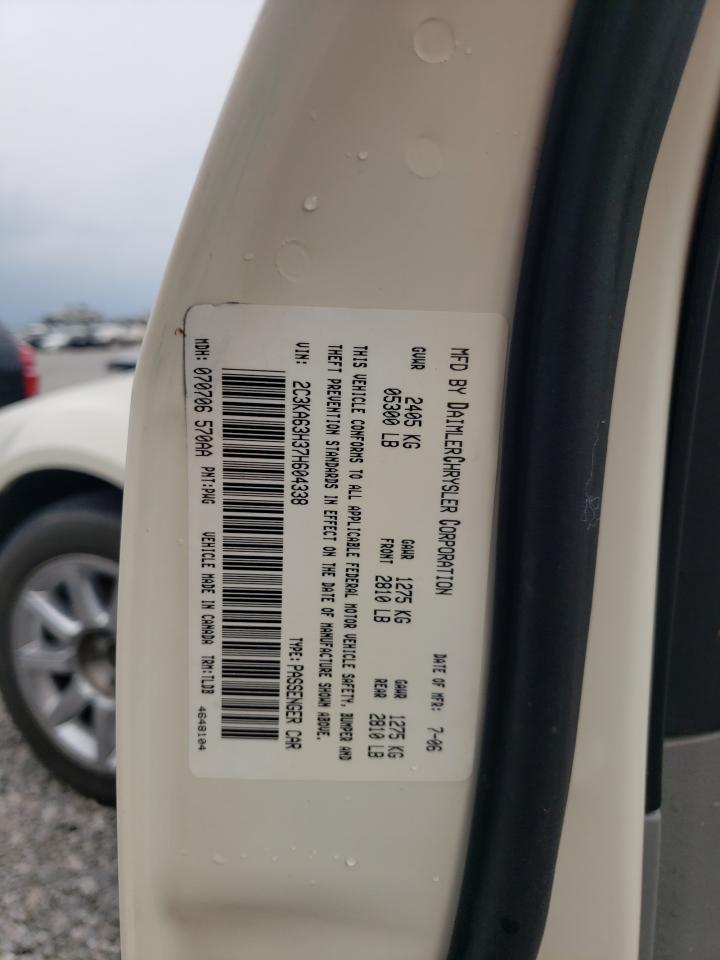 MFD BY DAIMLERCHRYSLER CORPORATION DATE OF MFR: 7-06
GVWR 2405 KG GAWR 1275 KG GAWR 1275 KG
05300 LB FRONT 2810 LB REAR 2810 LB
THIS VEHICLE CONFORMS TO ALL APPLICABLE FEDERAL MOTOR VEHICLE SAFETY, BUMPER AND
THEFT PREVENTION STANDARDS IN EFFECT ON THE DATE OF MANUFACTURE SHOWN ABOVE.
VIN: 2C3KA63H37H604338 TYPE: PASSENGER CAR
MDH: 070706 570AA PNT:PWG VEHICLE MADE IN CANADA TRM:TLDB 4648104